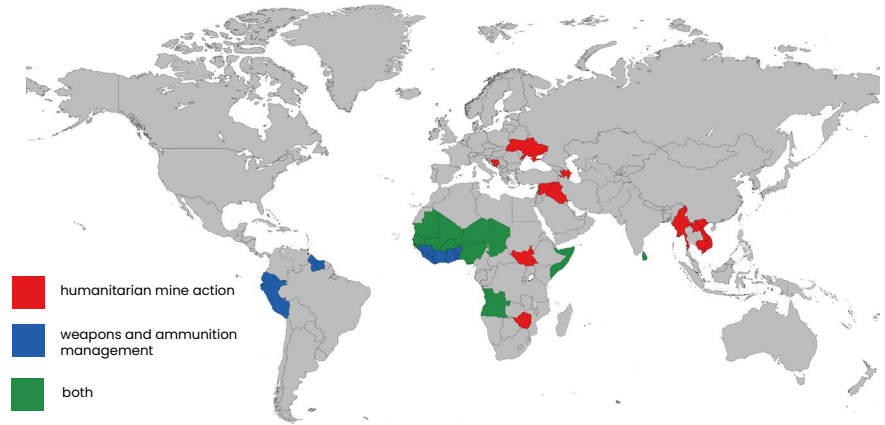 humanitarian mine action
weapons and ammunition
management
both